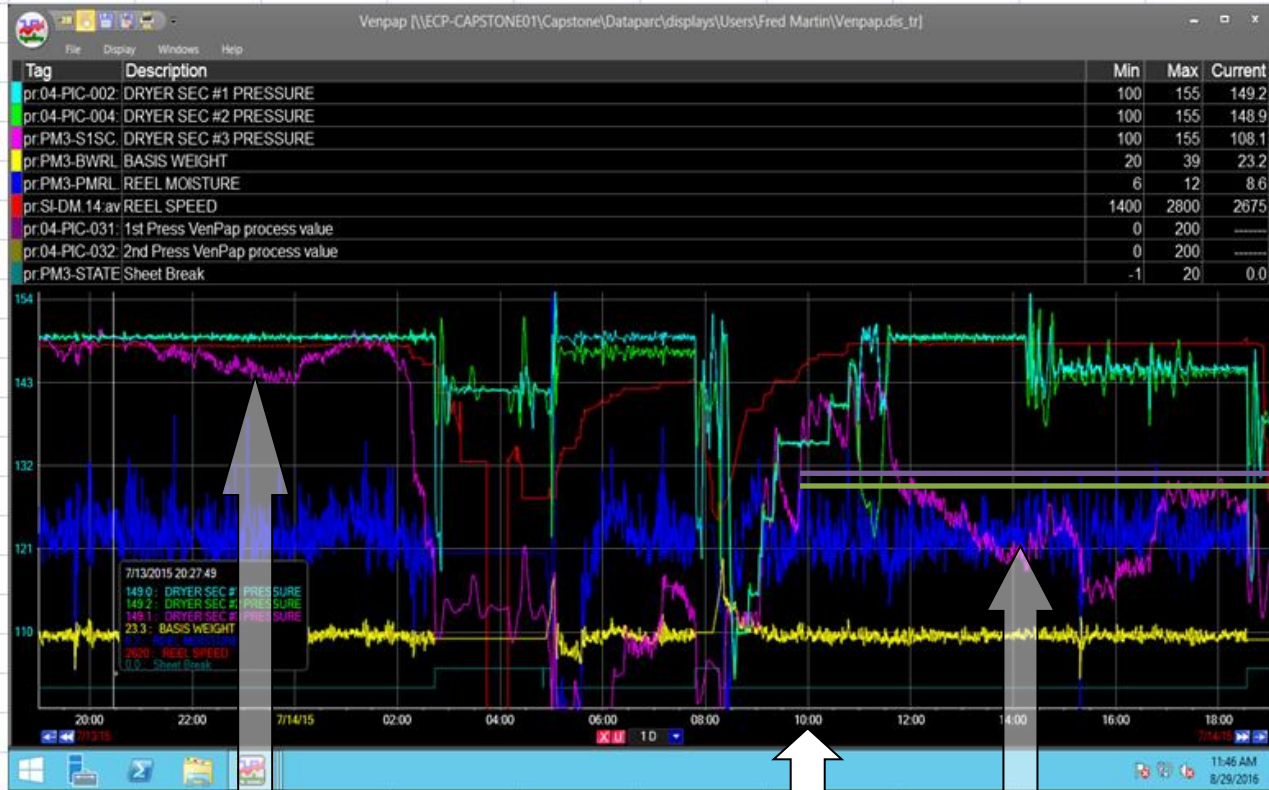 Venpap [\\ECP-CAPSTONE01\Capstone\Dataparc\displays\Users\Fred Martin\Venpap.dis_tr]
File Display Windows Help
Tag Description Min Max Current
pr:04-PIC-002: DRYER SEC #1 PRESSURE 100 155 149.2
pr:04-PIC-004: DRYER SEC #2 PRESSURE 100 155 148.9
pr:PM3-S1SC. DRYER SEC #3 PRESSURE 100 155 108.1
pr:PM3-BWRL BASIS WEIGHT 20 39 23.2
pr:PM3-PMRL. REEL MOISTURE 6 12 8.6
pr:SI-DM.14:av REEL SPEED 1400 2800 2675
pr:04-PIC-031: 1st Press VenPap process value 0 200 -------
pr:04-PIC-032: 2nd Press VenPap process value 0 200 -------
pr:PM3-STATE Sheet Break -1 20 0.0
154
143
132
121
110
7/13/2015 20:27:49
149.0 : DRYER SEC #1 PRESSURE
149.2 : DRYER SEC #2 PRESSURE
149.1 : DRYER SEC #3 PRESSURE
23.3 : BASIS WEIGHT
REEL MOISTURE
2620 : REEL SPEED
0.0 : Sheet Break
20:00 22:00 7/14/15 02:00 04:00 06:00 08:00 10:00 12:00 14:00 16:00 18:00
7/13/15 X U 1 D 7/14/15
11:46 AM
8/29/2016